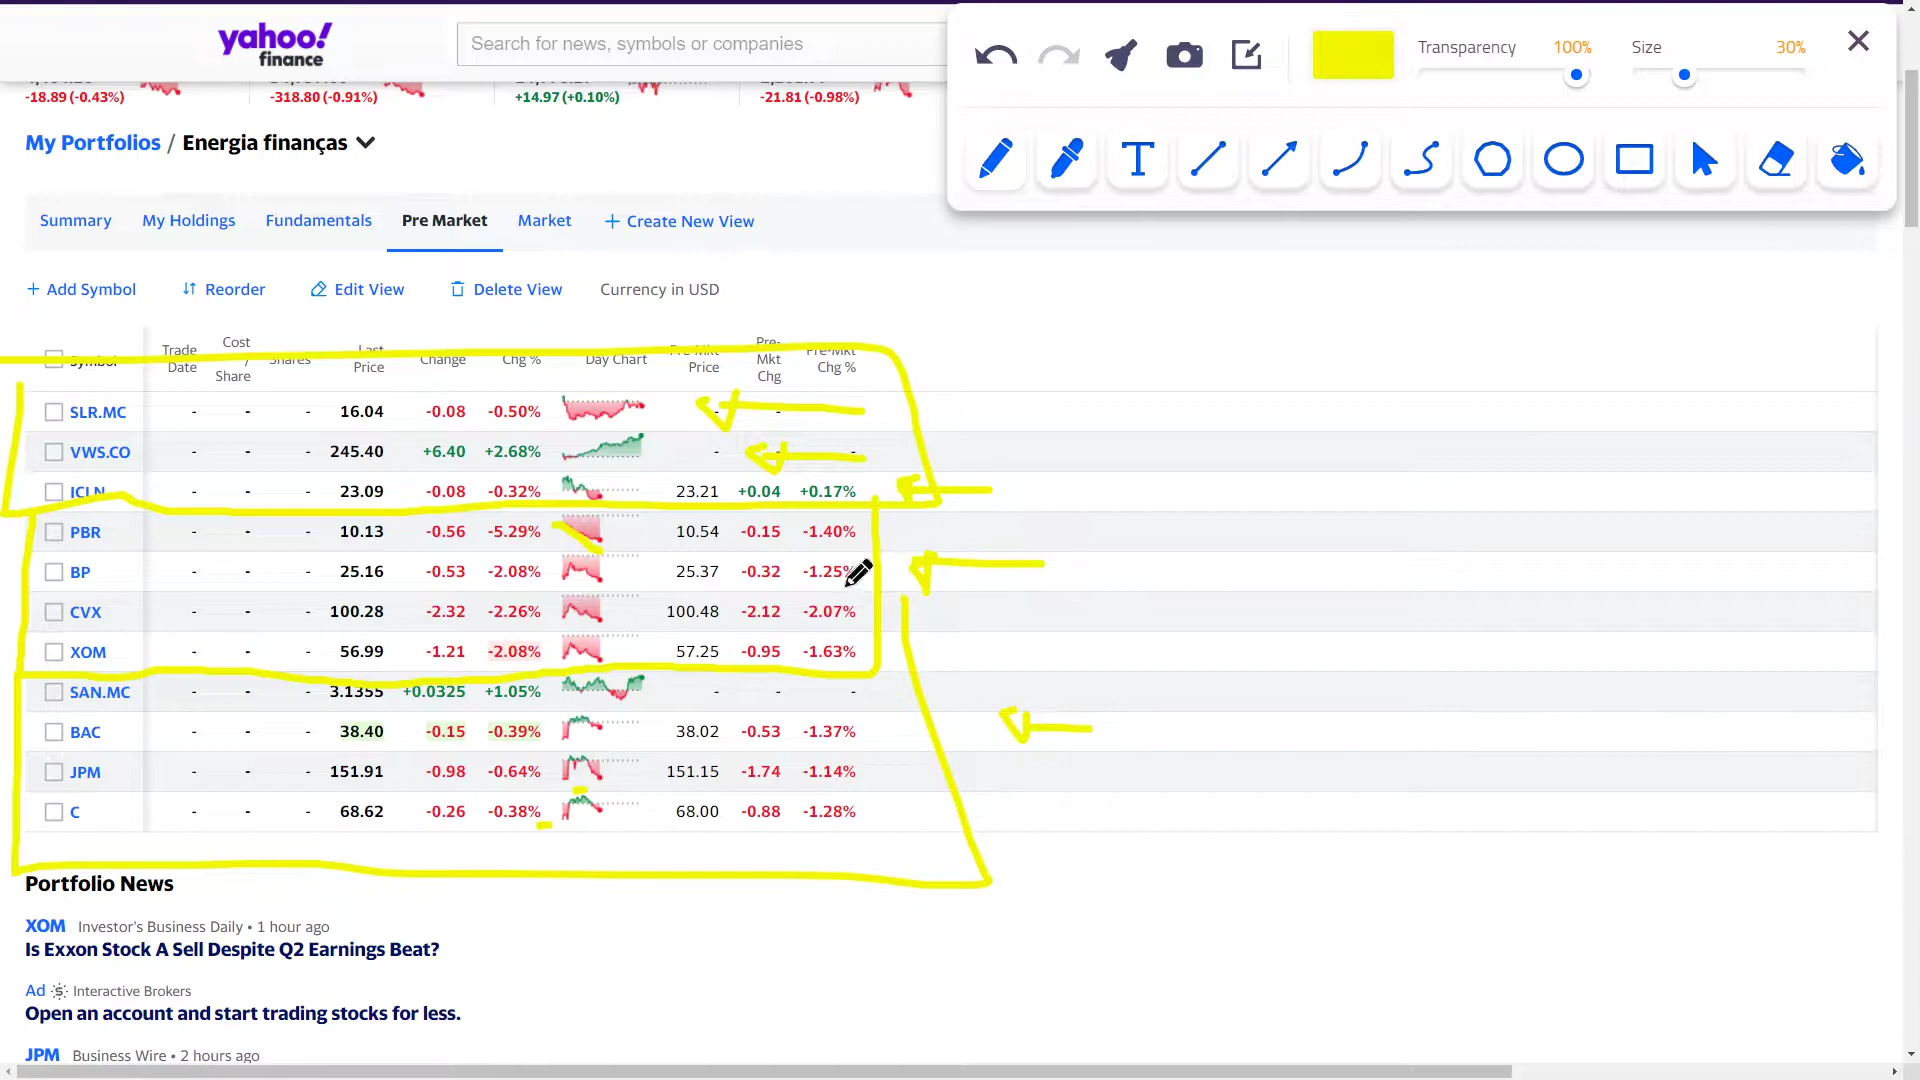 yahoo!
finance
Search for news, symbols or companies
Transparency 100% Size 30%
-18.89 (-0.43%) -318.80 (-0.91%) +14.97 (+0.10%) -21.81 (-0.98%)
My Portfolios / Energia finanças
Summary My Holdings Fundamentals Pre Market Market + Create New View
+ Add Symbol Reorder Edit View Delete View Currency in USD
Symbol Trade Date Cost / Share Shares Last Price Change Chg % Day Chart Pre-Mkt Price Pre-Mkt Chg Pre-Mkt Chg %
SLR.MC - - - 16.04 -0.08 -0.50% - -
VWS.CO - - - 245.40 +6.40 +2.68% - - -
ICLN - - - 23.09 -0.08 -0.32% 23.21 +0.04 +0.17%
PBR - - - 10.13 -0.56 -5.29% 10.54 -0.15 -1.40%
BP - - - 25.16 -0.53 -2.08% 25.37 -0.32 -1.25%
CVX - - - 100.28 -2.32 -2.26% 100.48 -2.12 -2.07%
XOM - - - 56.99 -1.21 -2.08% 57.25 -0.95 -1.63%
SAN.MC - - - 3.1355 +0.0325 +1.05% - - -
BAC - - - 38.40 -0.15 -0.39% 38.02 -0.53 -1.37%
JPM - - - 151.91 -0.98 -0.64% 151.15 -1.74 -1.14%
C - - - 68.62 -0.26 -0.38% 68.00 -0.88 -1.28%
Portfolio News
XOM Investor's Business Daily • 1 hour ago
Is Exxon Stock A Sell Despite Q2 Earnings Beat?
Ad Interactive Brokers
Open an account and start trading stocks for less.
JPM Business Wire • 2 hours ago